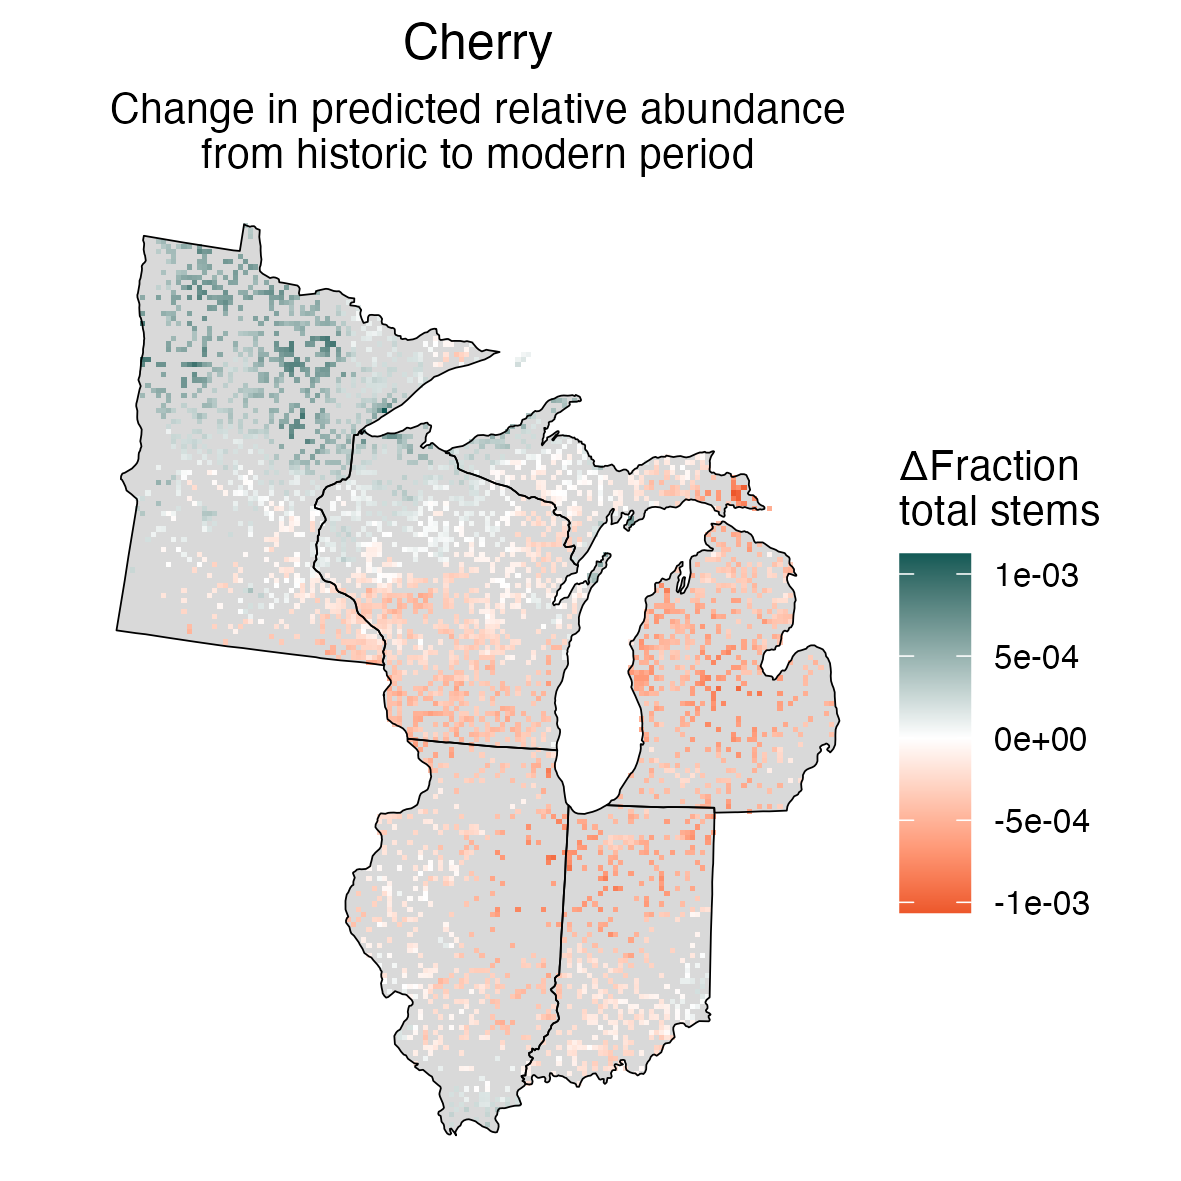 Cherry
Change in predicted relative abundance
from historic to modern period
ΔFraction
total stems
1e-03
5e-04
0e+00
-5e-04
-1e-03